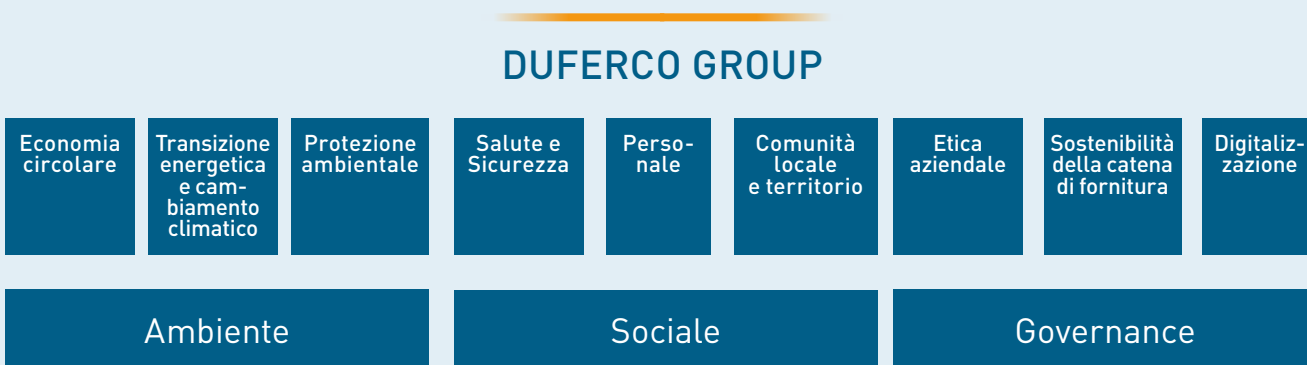 DUFERCO GROUP
Economia
circolare
Transizione
energetica
e cam-
biamento
climatico
Protezione
ambientale
Salute e
Sicurezza
Perso-
nale
Comunità
locale
e territorio
Etica
aziendale
Sostenibilità
della catena
di fornitura
Digitaliz-
zazione
Ambiente
Sociale
Governance